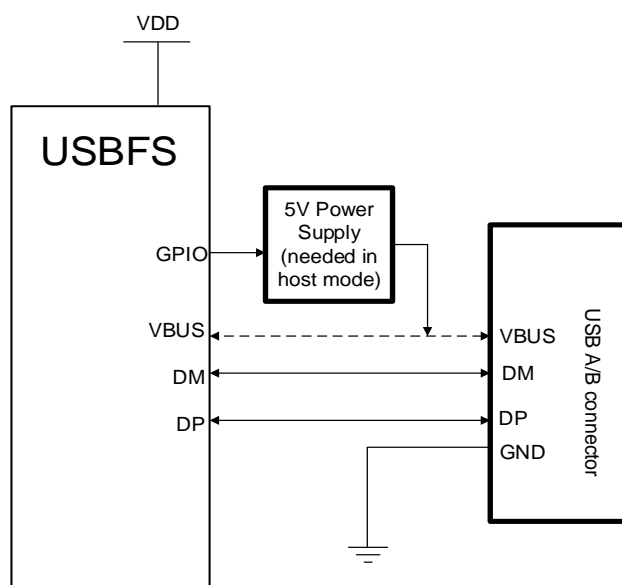 VDD
USBFS
5V Power
Supply
(needed in
host mode)
GPIO
VBUS
DM
DP
VBUS
DM
DP
GND
USB A/B connector